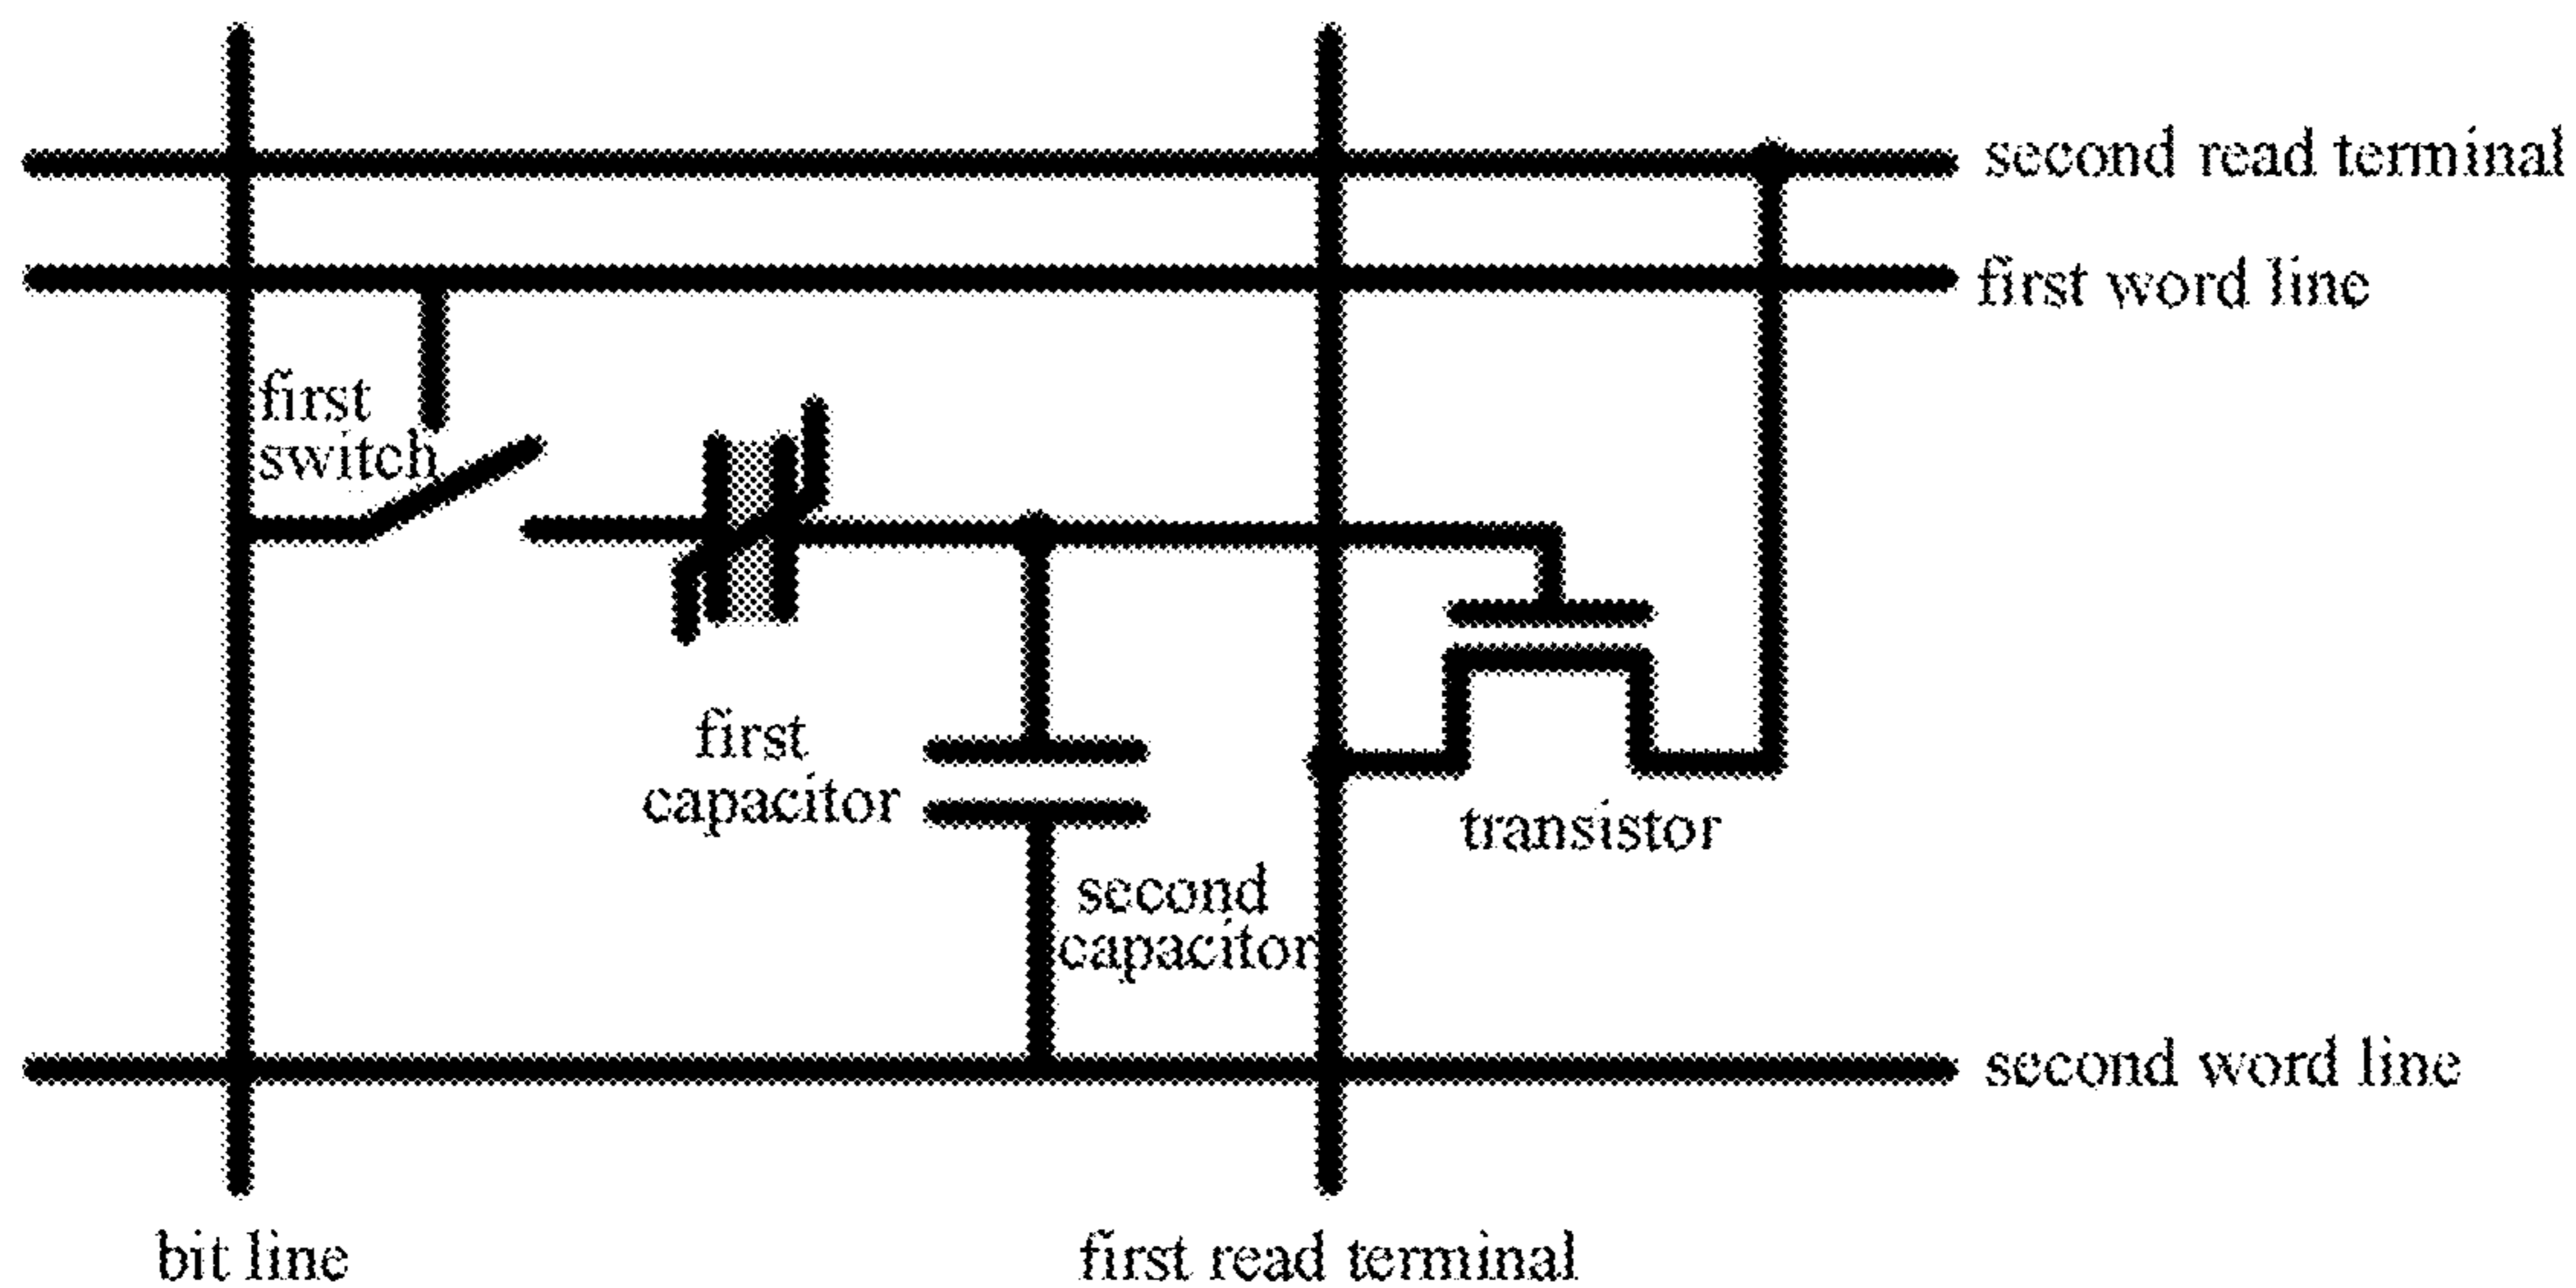 second read terminal
first word line
first
switch
first
capacitor
transistor
second
capacitor
second word line
bit line
first read terminal